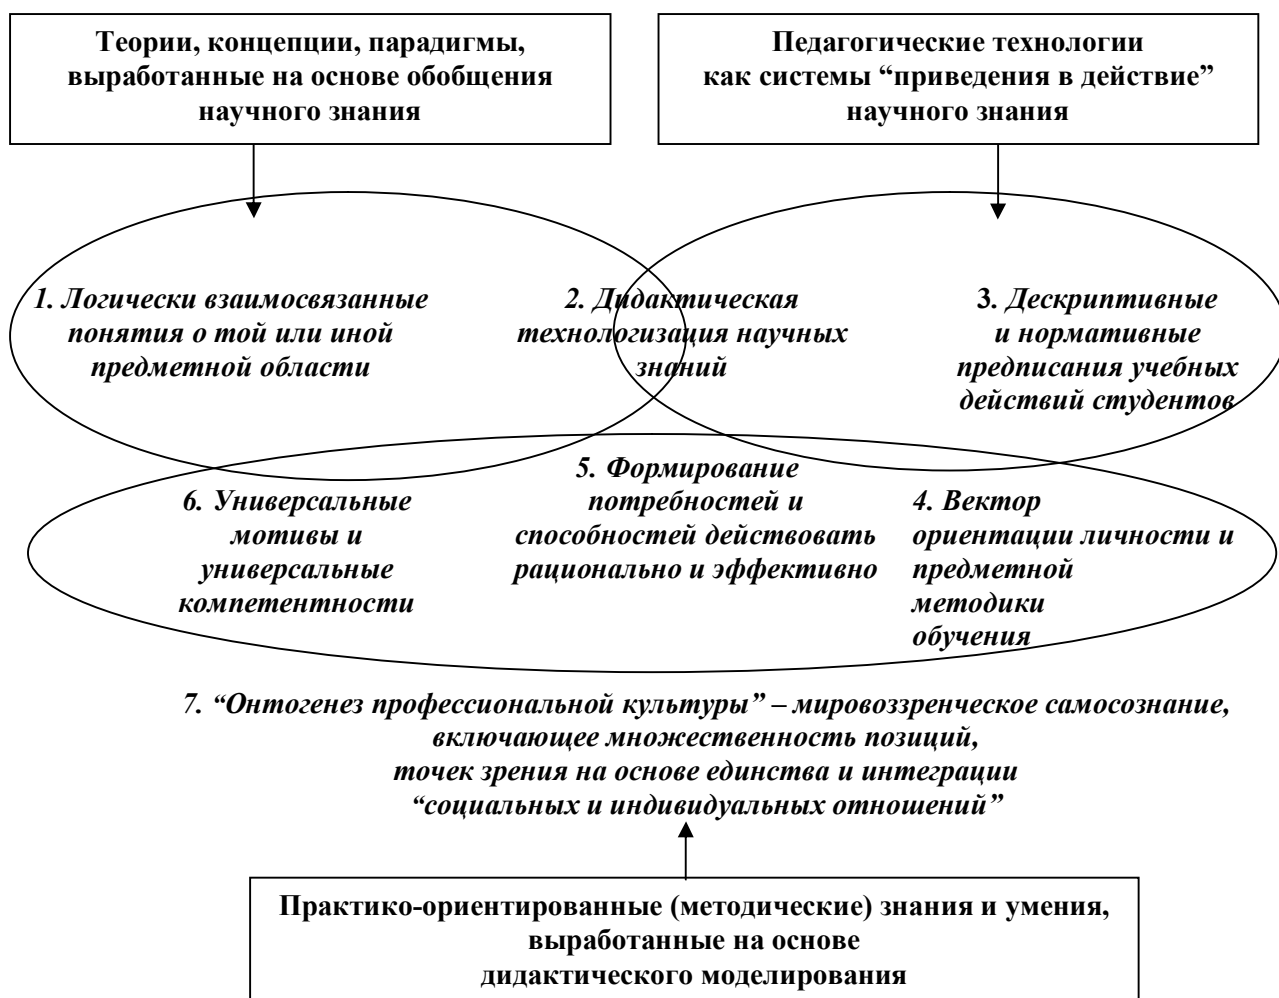 Теории, концепции, парадигмы,
выработанные на основе обобщения
научного знания
Педагогические технологии
как системы “приведения в действие”
научного знания
1. Логически взаимосвязанные
понятия о той или иной
предметной области
2. Дидактическая
технологизация научных
знаний
3. Дескриптивные
и нормативные
предписания учебных
действий студентов
6. Универсальные
мотивы и
универсальные
компетентности
5. Формирование
потребностей и
способностей действовать
рационально и эффективно
4. Вектор
ориентации личности и
предметной
методики
обучения
7. “Онтогенез профессиональной культуры” – мировоззренческое самосознание,
включающее множественность позиций,
точек зрения на основе единства и интеграции
“социальных и индивидуальных отношений”
Практико-ориентированные (методические) знания и умения,
выработанные на основе
дидактического моделирования